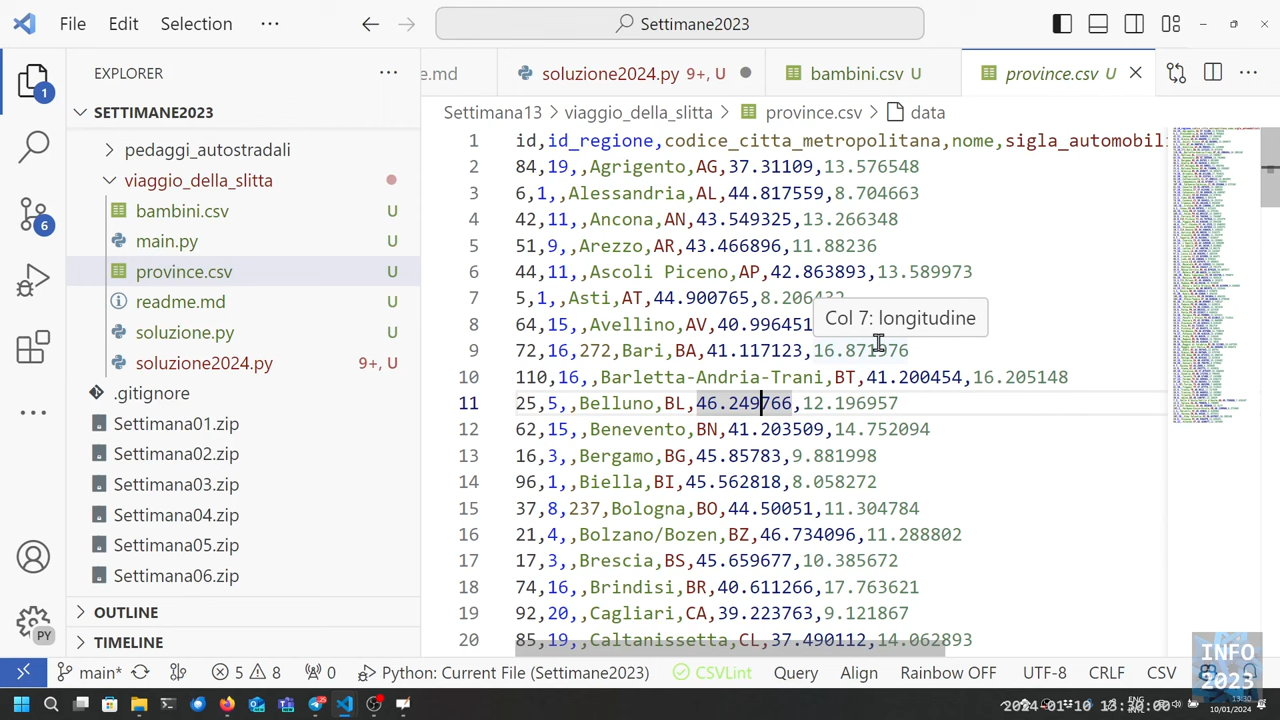 File Edit Selection ··· Settimane2023
EXPLORER
SETTIMANE2023
pedaggi_autostradali
viaggio_della_slitta
bambini.csv U
main.py U
province.csv U
readme.md U
soluzione.py U
soluzione2024.py 9+, U
.gitignore
Settimana01.zip
Settimana02.zip
Settimana03.zip
Settimana04.zip
Settimana05.zip
Settimana06.zip
OUTLINE
TIMELINE
1
6
PY
e.md soluzione2024.py 9+, U bambini.csv U province.csv U
Settimana13 > viaggio_della_slitta > province.csv > data
1 id,id_regione,codice_citta_metropolitana,nome,sigla_automobil
84,19,,Agrigento,AG,37.31109,13.576548
,1,,Alessandria,AL,44.817559,
4 42,11,,Ancona,AN,43.549325,13.266348
5 51,9,,Arezzo,AR,43.466896,11.88236
6 44,11,,Ascoli Piceno,AP,42.863893,13.589973
5,1,,Asti,AT,44.900765,8.206
8 64,15,,Avellino,AV,40.996451
Col 7: longitudine
,16,272,Bari,BA,41.1171
10 110,16,,Barletta-Andria-Trani,BT,41.200454,16.205148
11 25,5,,Belluno,BL,46.249766,12.196957
12 62,15,,Benevento,BN,41.203509,14.752094
13 16,3,,Bergamo,BG,45.85783,9.881998
14 96,1,,Biella,BI,45.562818,8.058272
15 37,8,237,Bologna,BO,44.50051,11.304784
16 21,4,,Bolzano/Bozen,BZ,46.734096,11.288802
17 17,3,,Brescia,BS,45.659677,10.385672
18 74,16,,Brindisi,BR,40.611266,17.763621
19 92,20,,Cagliari,CA,39.223763,9.121867
20 85,19,,Caltanissetta,CL,37.490112,14.062893
INFO
2023
main* 5 8 0 Python: Current File (Settimane2023) CSVLint Query Align Rainbow OFF UTF-8 CRLF CSV
ENG 13:30
10/01/2024